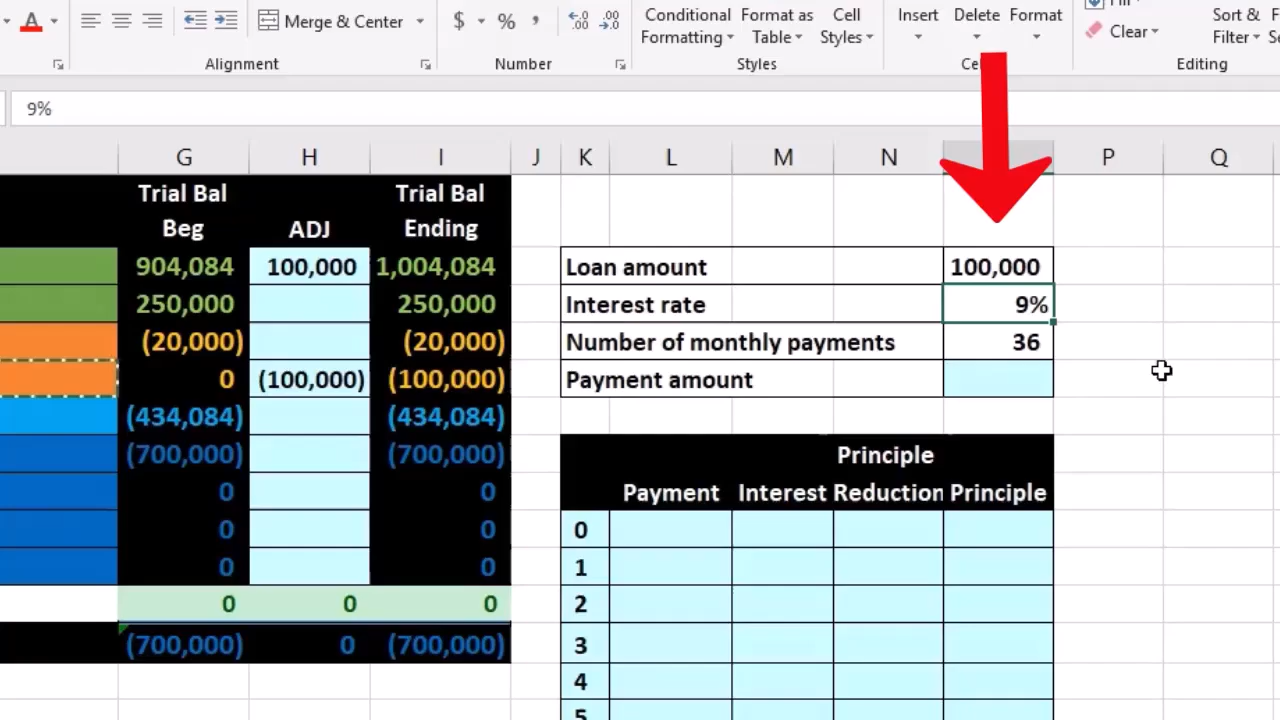 A
Merge & Center
$ % ,
Conditional Formatting
Format as Table
Cell Styles
Insert Delete Format
Clear
Sort & Filter
Alignment
Number
Styles
Editing
9%
G H I J K L M N P Q
Trial Bal Beg ADJ Trial Bal Ending
904,084 100,000 1,004,084
250,000 250,000
(20,000) (20,000)
0 (100,000) (100,000)
(434,084) (434,084)
(700,000) (700,000)
0 0
0 0
0 0
0 0 0
(700,000) 0 (700,000)
Loan amount 100,000
Interest rate 9%
Number of monthly payments 36
Payment amount
Principle
Payment Interest Reduction Principle
0
1
2
3
4
5